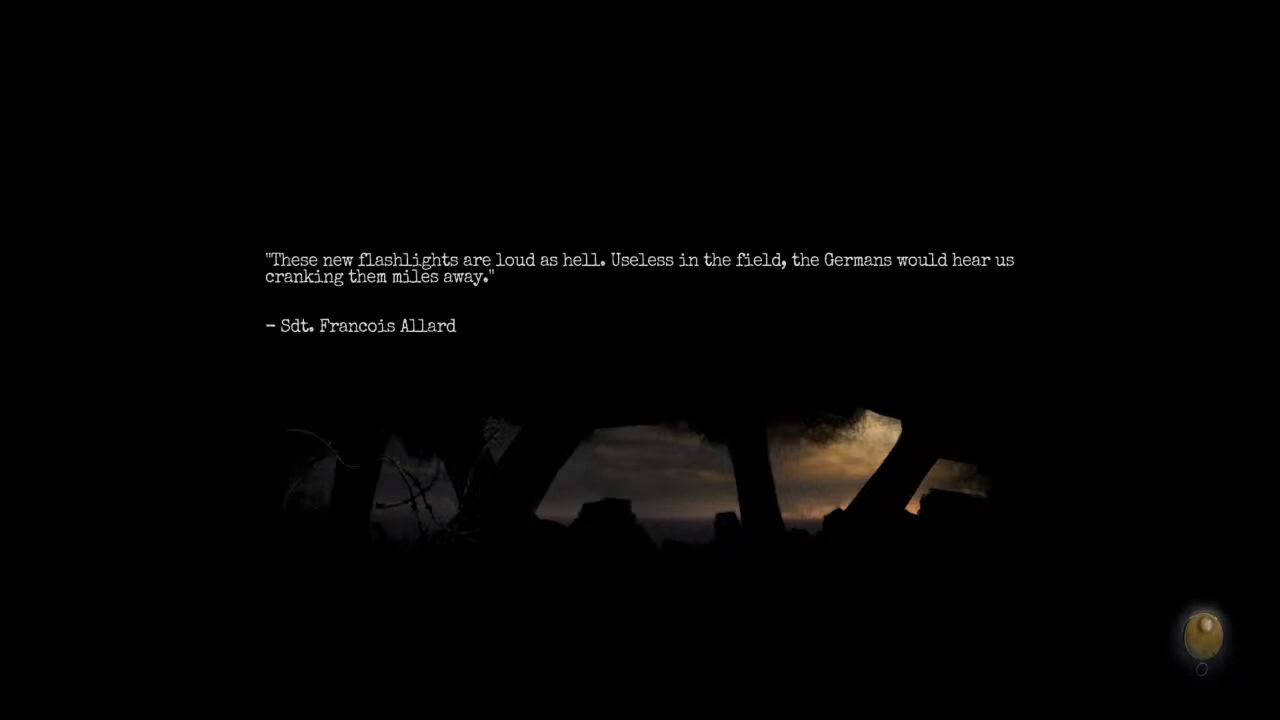 "These new flashlights are loud as hell. Useless in the field, the Germans would hear us
cranking them miles away."
- Sdt. Francois Allard